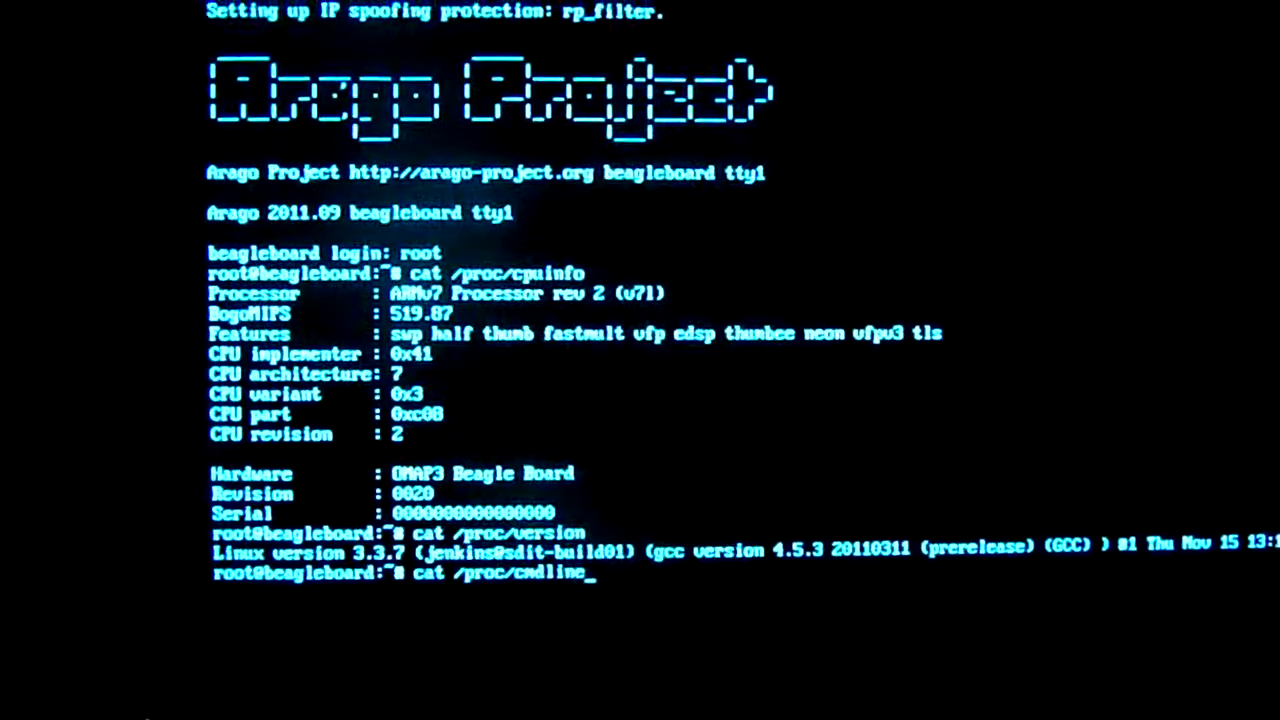 Setting up IP spoofing protection: rp_filter.
Arago Project
Arago Project http://arago-project.org beagleboard tty1
Arago 2011.09 beagleboard tty1
beagleboard login: root
root@beagleboard:~# cat /proc/cpuinfo
Processor : ARMv7 Processor rev 2 (v7l)
BogoMIPS : 519.87
Features : swp half thumb fastmult vfp edsp thumbee neon vfpv3 tls
CPU implementer : 0x41
CPU architecture: 7
CPU variant : 0x3
CPU part : 0xc08
CPU revision : 2
Hardware : OMAP3 Beagle Board
Revision : 0020
Serial : 0000000000000000
root@beagleboard:~# cat /proc/version
Linux version 3.3.7 (jenkins@sdit-build01) (gcc version 4.5.3 20110311 (prerelease) (GCC) ) #1 Thu Nov 15 13:1
root@beagleboard:~# cat /proc/cmdline_